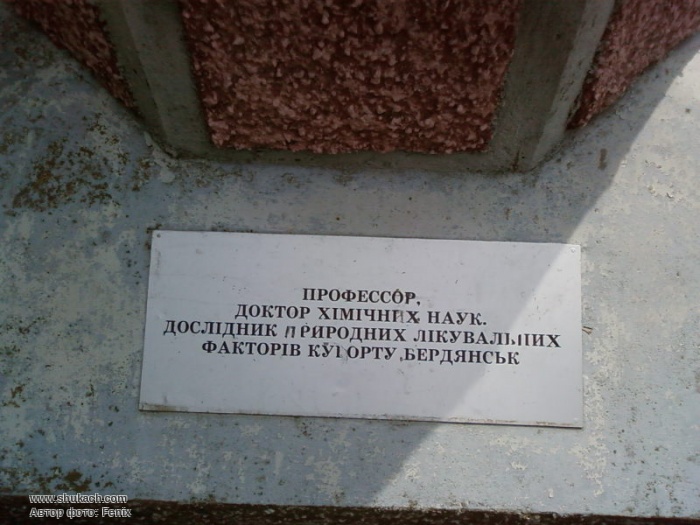 ПРОФЕССОР,
ДОКТОР ХІМІЧНИХ НАУК.
ДОСЛІДНИК ПРИРОДНИХ ЛІКУВАЛЬНИХ
ФАКТОРІВ КУРОРТУ,БЕРДЯНСЬК
www.shukach.com
Автор фото: Fenix